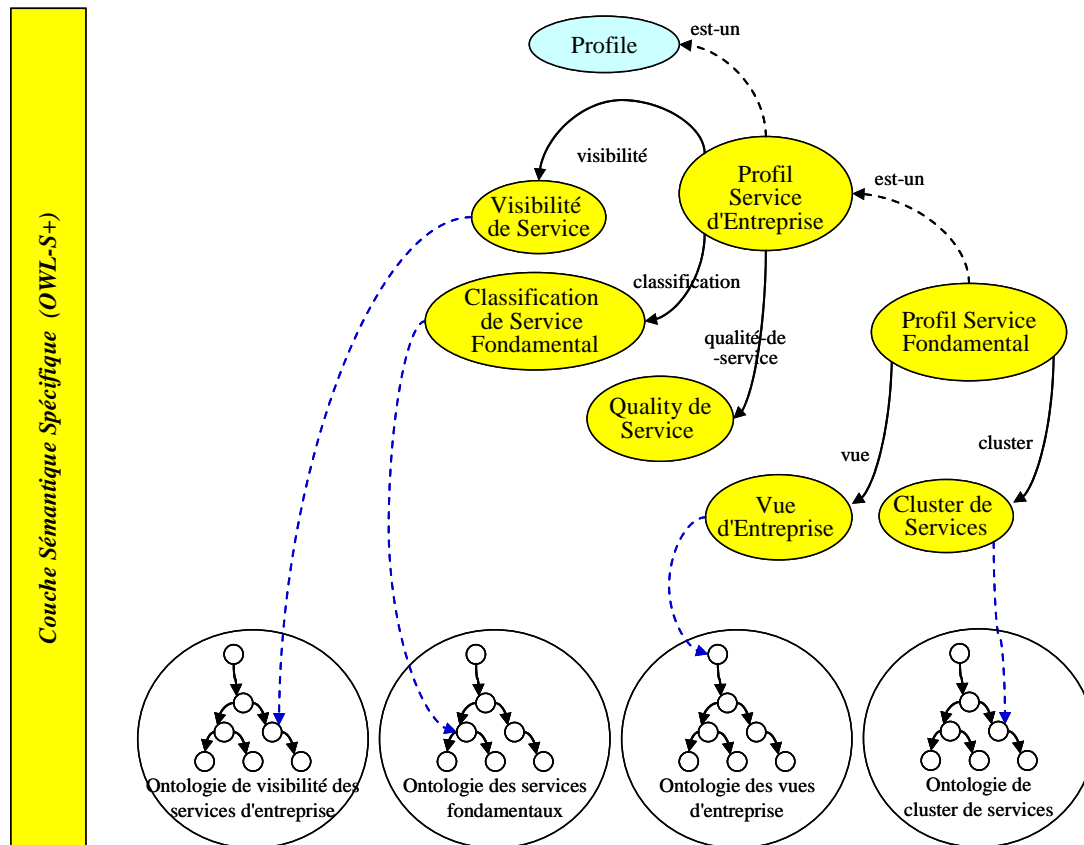 Couche Sémantique Spécifique (OWL-S+)
est-un
Profile
visibilité
Profil
Service
d'Entreprise
est-un
Visibilité
de Service
classification
Classification
de Service
Fondamental
Profil Service
Fondamental
qualité-de
-service
Quality de
Service
vue
cluster
Vue
d'Entreprise
Cluster de
Services
Ontologie de visibilité des
services d'entreprise
Ontologie des services
fondamentaux
Ontologie des vues
d'entreprise
Ontologie de
cluster de services